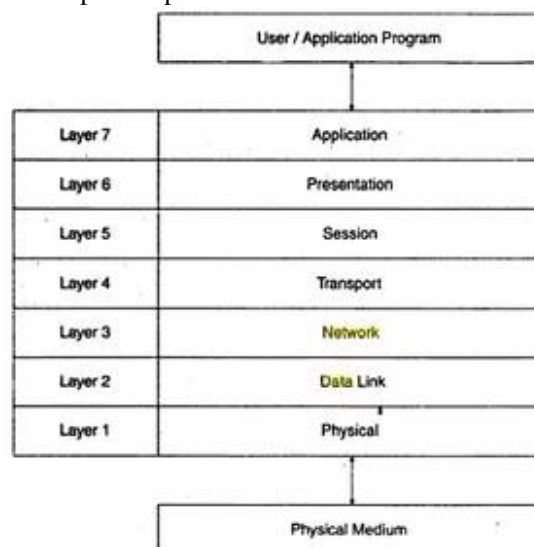 User / Application Program
Layer 7 Application
Layer 6 Presentation
Layer 5 Session
Layer 4 Transport
Layer 3 Network
Layer 2 Data Link
Layer 1 Physical
Physical Medium